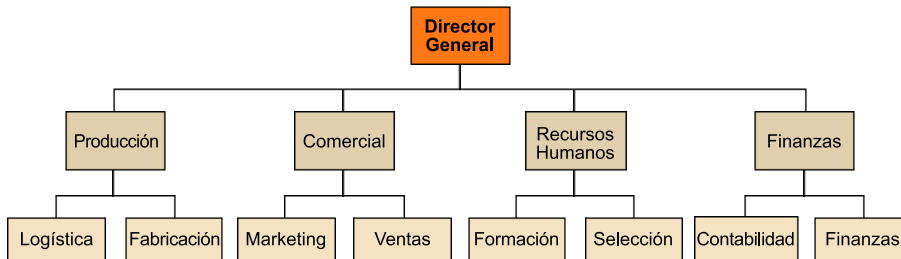 Director
General
Producción
Comercial
Recursos
Humanos
Finanzas
Logística
Fabricación
Marketing
Ventas
Formación
Selección
Contabilidad
Finanzas